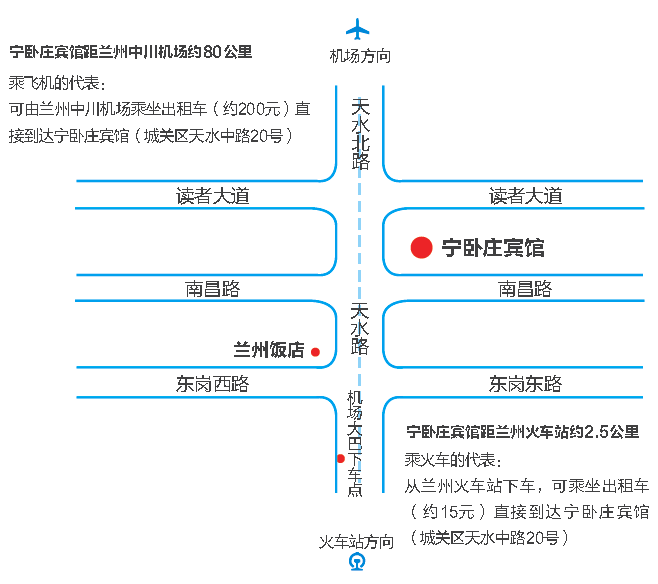 机场方向
宁卧庄宾馆距兰州中川机场约80公里
乘飞机的代表:
可由兰州中川机场乘坐出租车（约200元）直
接到达宁卧庄宾馆（城关区天水中路20号）
天水北路
读者大道
读者大道
宁卧庄宾馆
南昌路
南昌路
天水路
兰州饭店
东岗西路
东岗东路
机场大巴下车点
宁卧庄宾馆距兰州火车站约2.5公里
乘火车的代表:
从兰州火车站下车，可乘坐出租车
（约15元）直接到达宁卧庄宾馆
（城关区天水中路20号）
火车站方向